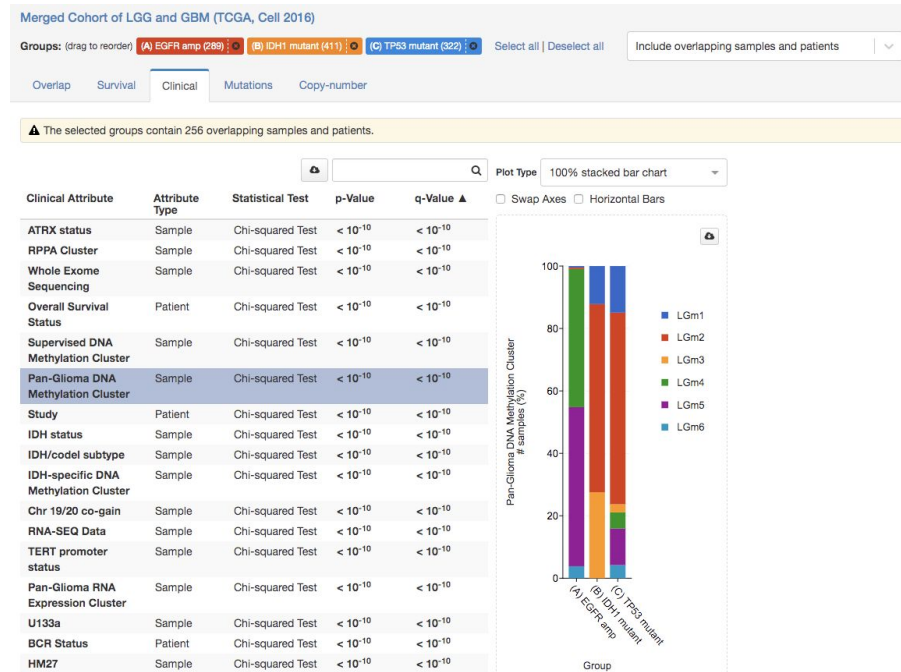 Merged Cohort of LGG and GBM (TCGA, Cell 2016)
Groups: (drag to reorder) (A) EGFR amp (289) (B) IDH1 mutant (411) (C) TP53 mutant (322) Select all | Deselect all Include overlapping samples and patients
Overlap Survival Clinical Mutations Copy-number
The selected groups contain 256 overlapping samples and patients.
Plot Type 100% stacked bar chart
Clinical Attribute Attribute Type Statistical Test p-Value q-Value ▲
Swap Axes Horizontal Bars
ATRX status Sample Chi-squared Test < 10⁻¹⁰ < 10⁻¹⁰
RPPA Cluster Sample Chi-squared Test < 10⁻¹⁰ < 10⁻¹⁰
Whole Exome Sequencing Sample Chi-squared Test < 10⁻¹⁰ < 10⁻¹⁰
Overall Survival Status Patient Chi-squared Test < 10⁻¹⁰ < 10⁻¹⁰
Supervised DNA Methylation Cluster Sample Chi-squared Test < 10⁻¹⁰ < 10⁻¹⁰
Pan-Glioma DNA Methylation Cluster Sample Chi-squared Test < 10⁻¹⁰ < 10⁻¹⁰
Study Patient Chi-squared Test < 10⁻¹⁰ < 10⁻¹⁰
IDH status Sample Chi-squared Test < 10⁻¹⁰ < 10⁻¹⁰
IDH/codel subtype Sample Chi-squared Test < 10⁻¹⁰ < 10⁻¹⁰
IDH-specific DNA Methylation Cluster Sample Chi-squared Test < 10⁻¹⁰ < 10⁻¹⁰
Chr 19/20 co-gain Sample Chi-squared Test < 10⁻¹⁰ < 10⁻¹⁰
RNA-SEQ Data Sample Chi-squared Test < 10⁻¹⁰ < 10⁻¹⁰
TERT promoter status Sample Chi-squared Test < 10⁻¹⁰ < 10⁻¹⁰
Pan-Glioma RNA Expression Cluster Sample Chi-squared Test < 10⁻¹⁰ < 10⁻¹⁰
U133a Sample Chi-squared Test < 10⁻¹⁰ < 10⁻¹⁰
BCR Status Patient Chi-squared Test < 10⁻¹⁰ < 10⁻¹⁰
HM27 Sample Chi-squared Test < 10⁻¹⁰ < 10⁻¹⁰
Pan-Glioma DNA Methylation Cluster
# samples (%)
100
80
60
40
20
0
(A) EGFR amp
(B) IDH1 mutant
(C) TP53 mutant
Group
LGm1
LGm2
LGm3
LGm4
LGm5
LGm6